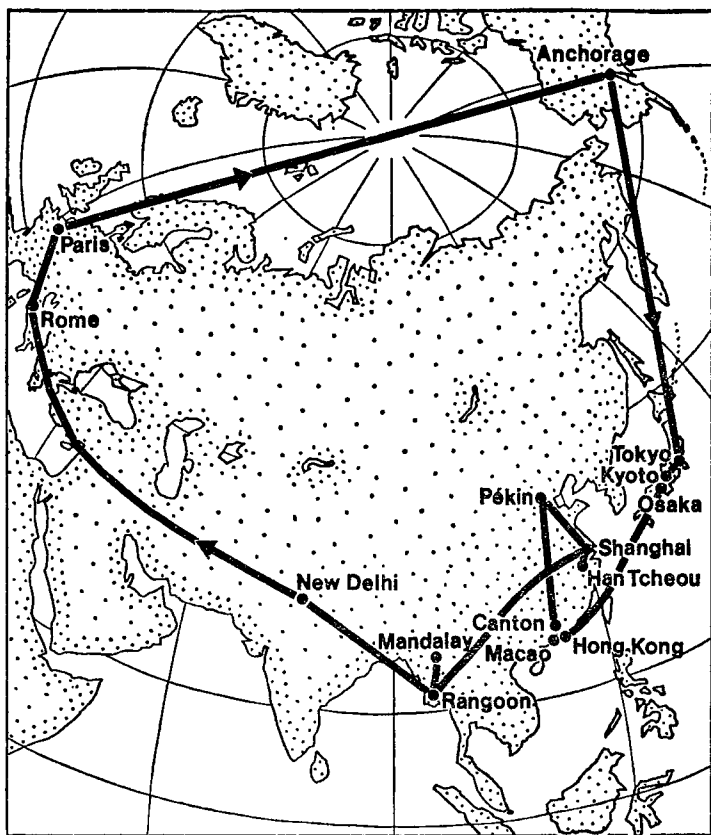 Anchorage
Paris
Rome
Tokyo
Kyoto
Osaka
Pékin
Shanghai
Han Tcheou
New Delhi
Canton
Mandalay
Macao
Hong-Kong
Rangoon